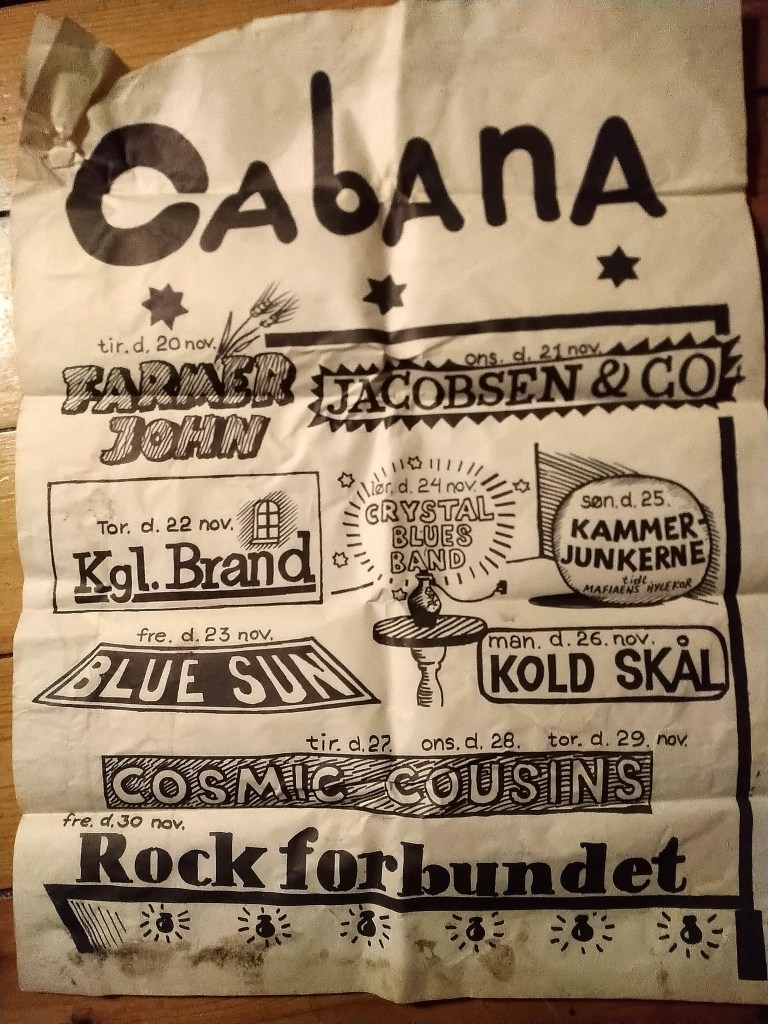 Cabana
tir. d. 20 nov.
FARMER
JOHN
ons. d. 21 nov.
JACOBSEN & CO
Tor. d. 22 nov.
Kgl. Brand
lør. d. 24 nov.
CRYSTAL
BLUES
BAND
søn. d. 25.
KAMMER-
JUNKERNE
tidl.
MAFIAENS HYLEKOR
fre. d. 23 nov.
BLUE SUN
man. d. 26. nov.
KOLD SKÅL
tir. d. 27. ons. d. 28. tor. d. 29. nov.
COSMIC COUSINS
fre. d. 30 nov.
Rockforbundet